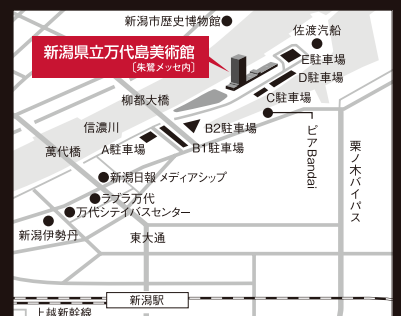 新潟市歴史博物館
佐渡汽船
新潟県立万代島美術館
〔朱鷺メッセ内〕
E駐車場
D駐車場
C駐車場
柳都大橋
信濃川
B2駐車場
萬代橋
A駐車場
B1駐車場
ピアBandai
栗ノ木バイパス
新潟日報 メディアシップ
ラブラ万代
万代シテイバスセンター
新潟伊勢丹
東大通
新潟駅
上越新幹線